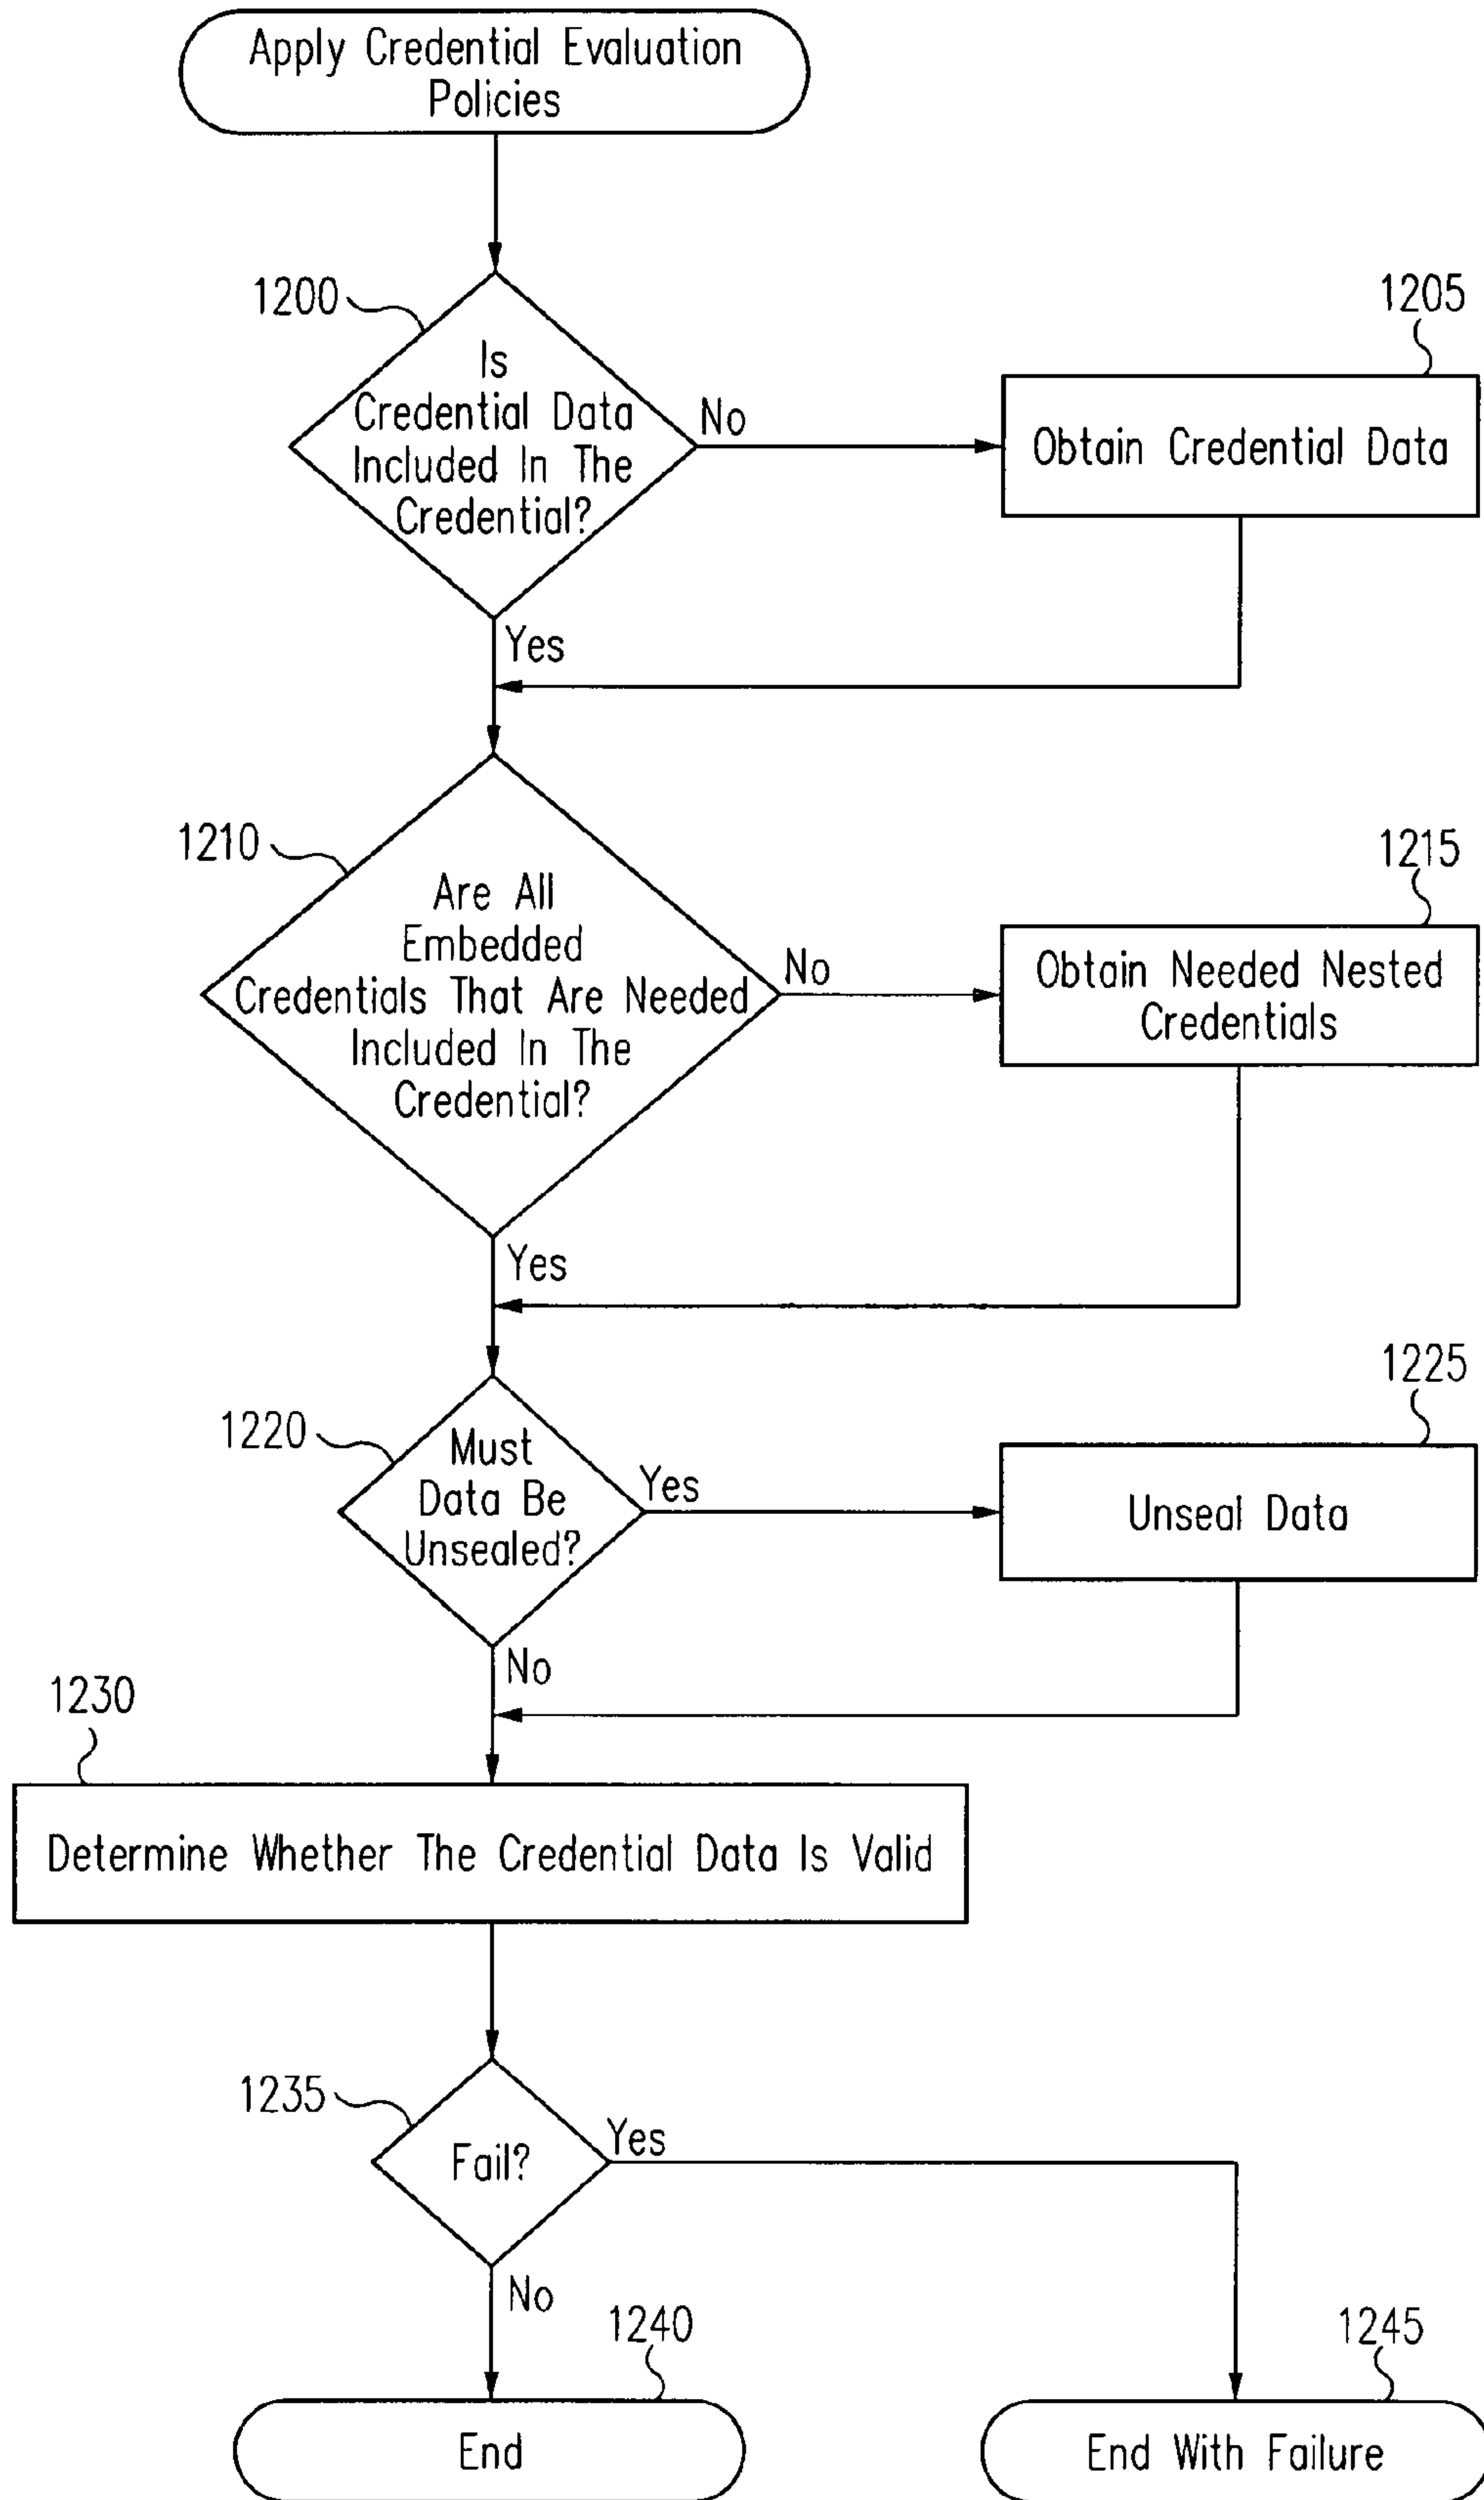 Apply Credential Evaluation
Policies
1200
Is
Credential Data
Included In The
Credential?
No
1205
Obtain Credential Data
Yes
1210
Are All
Embedded
Credentials That Are Needed
Included In The
Credential?
No
1215
Obtain Needed Nested
Credentials
Yes
1220
Must
Data Be
Unsealed?
Yes
1225
Unseal Data
No
1230
Determine Whether The Credential Data Is Valid
1235
Fail?
Yes
No
1240
End
1245
End With Failure